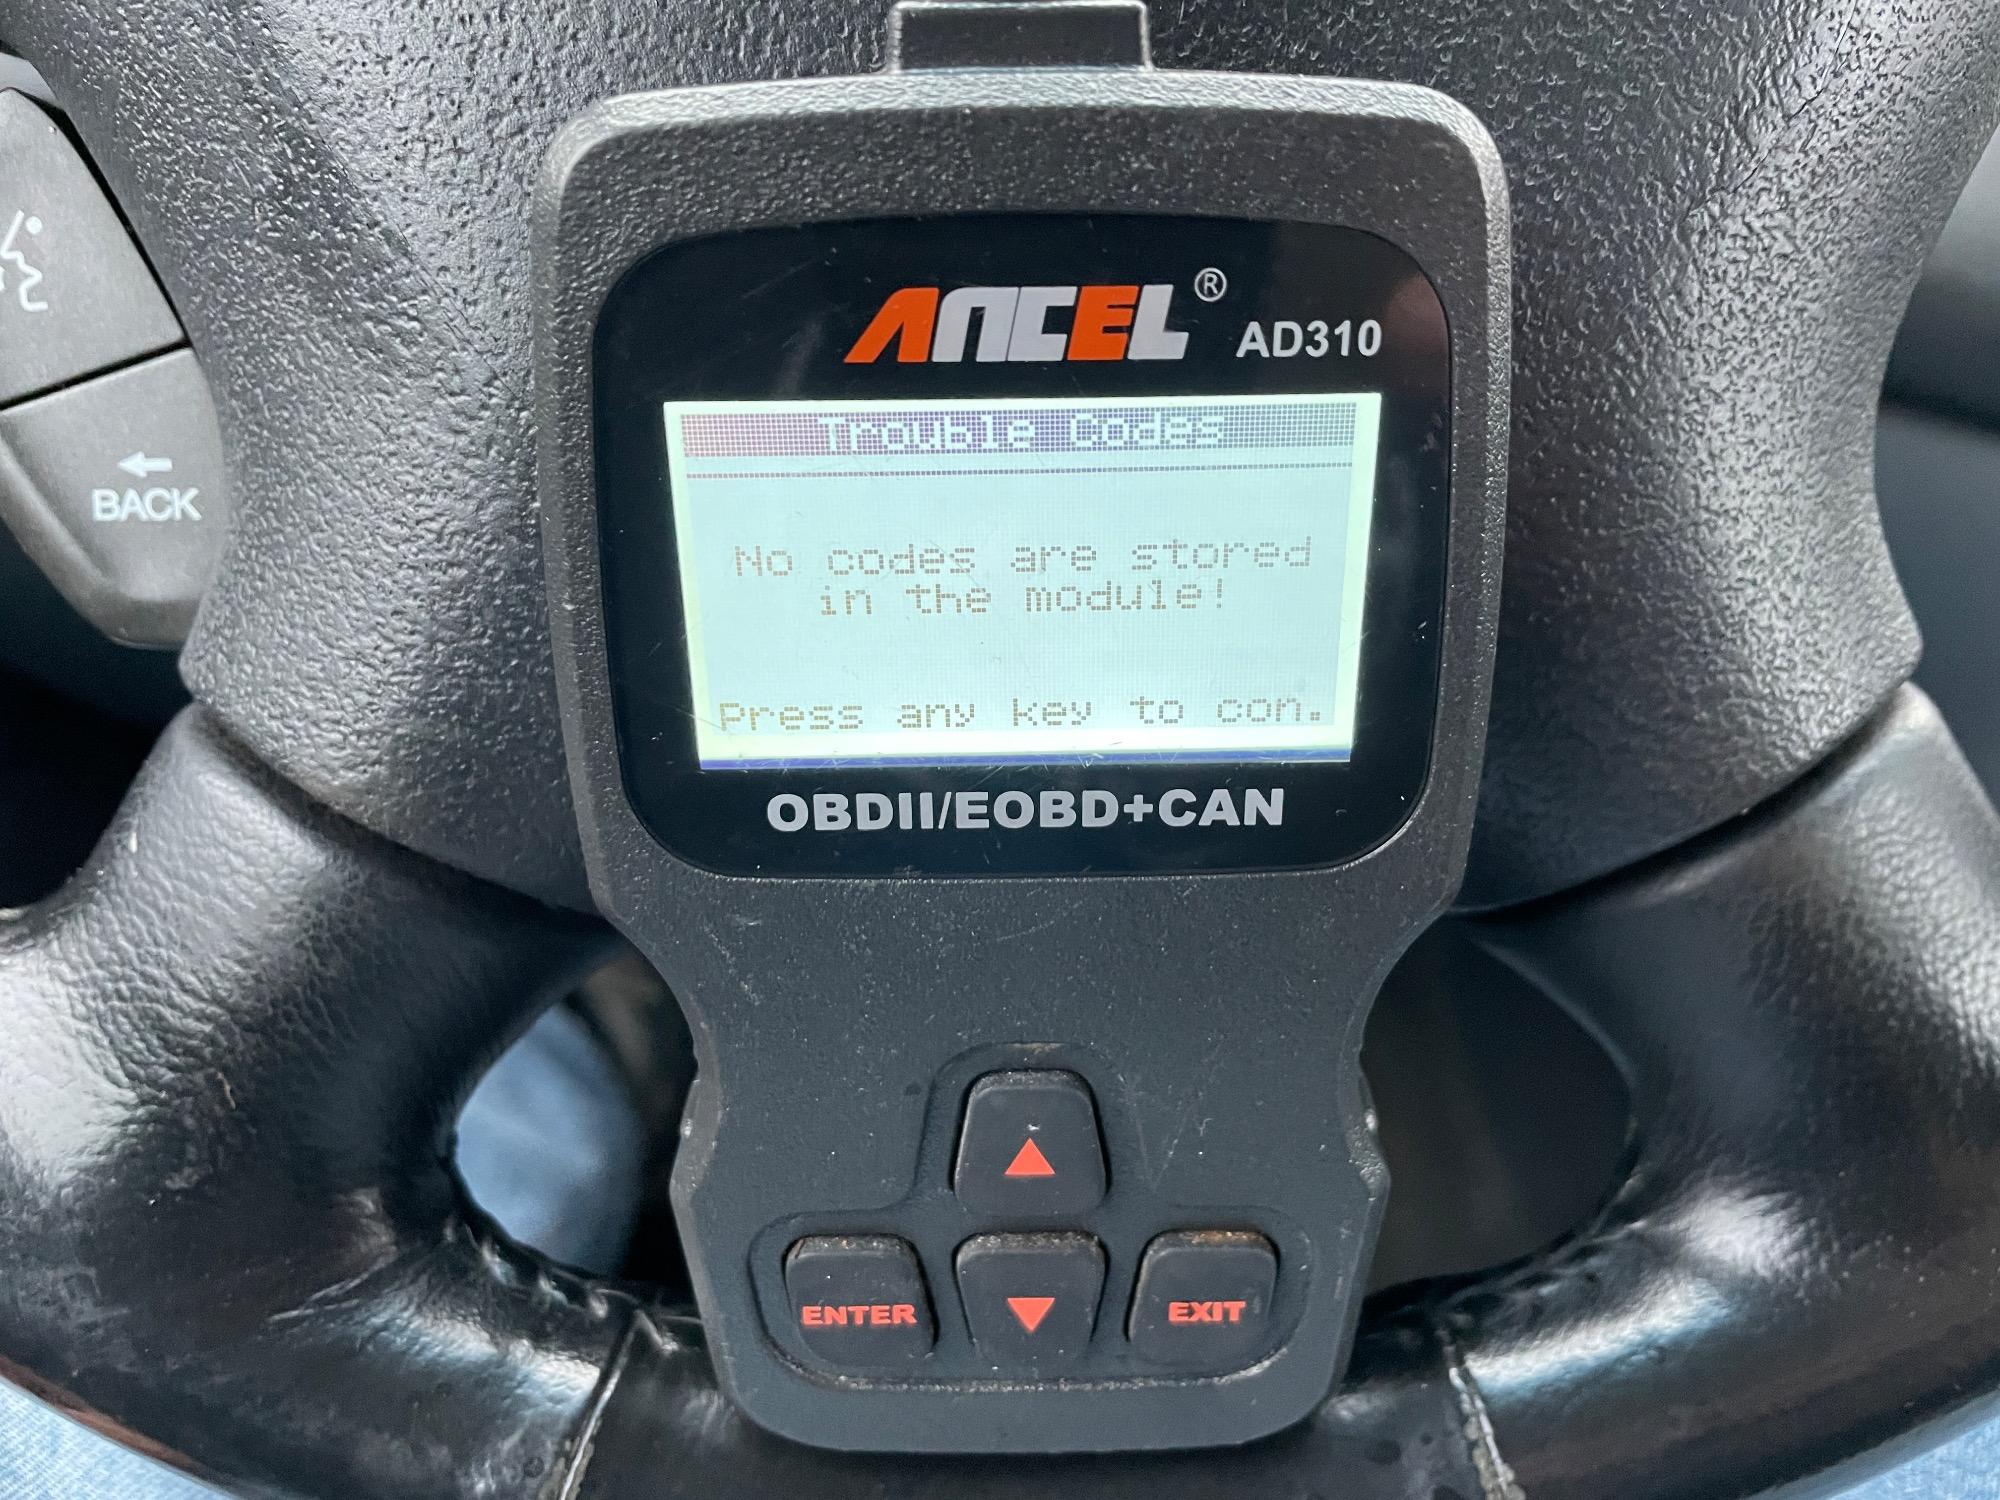 ANCEL ®
AD310
Trouble Codes
No codes are stored
in the module!
Press any key to con.
OBDII/EOBD+CAN
BACK
ENTER
EXIT